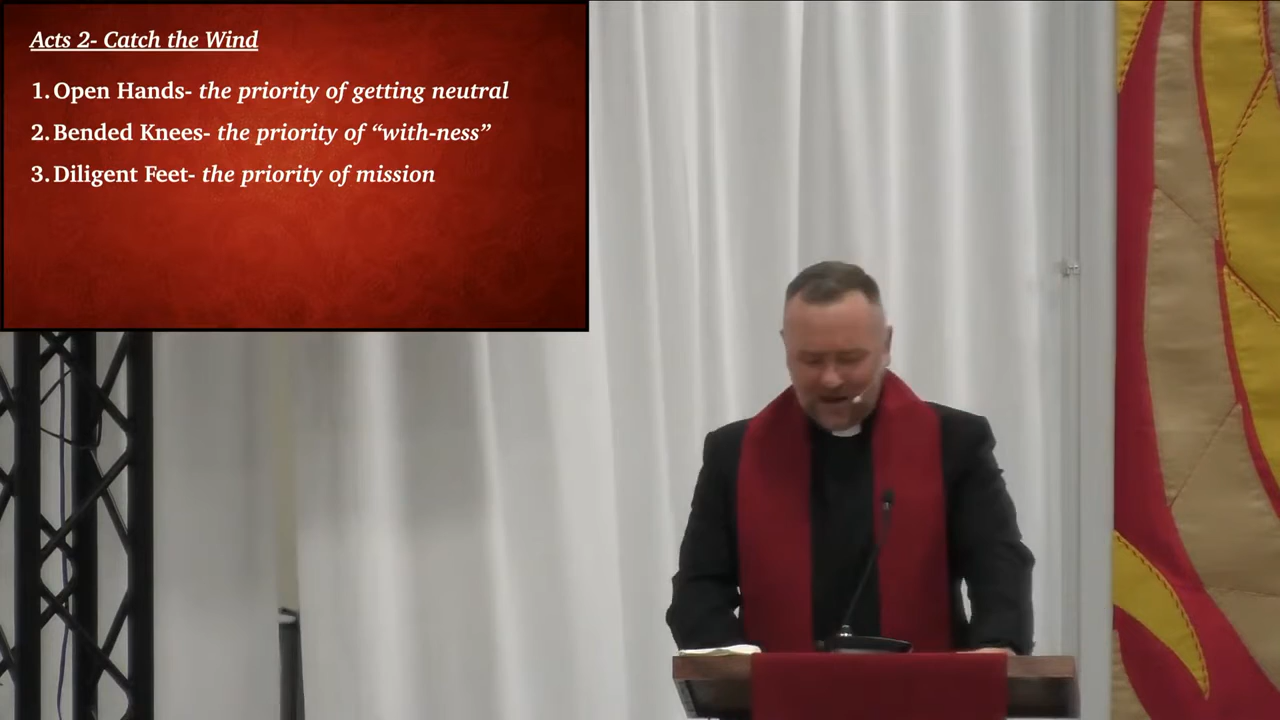 Acts 2- Catch the Wind
1. Open Hands- the priority of getting neutral
2. Bended Knees- the priority of “with-ness”
3. Diligent Feet- the priority of mission